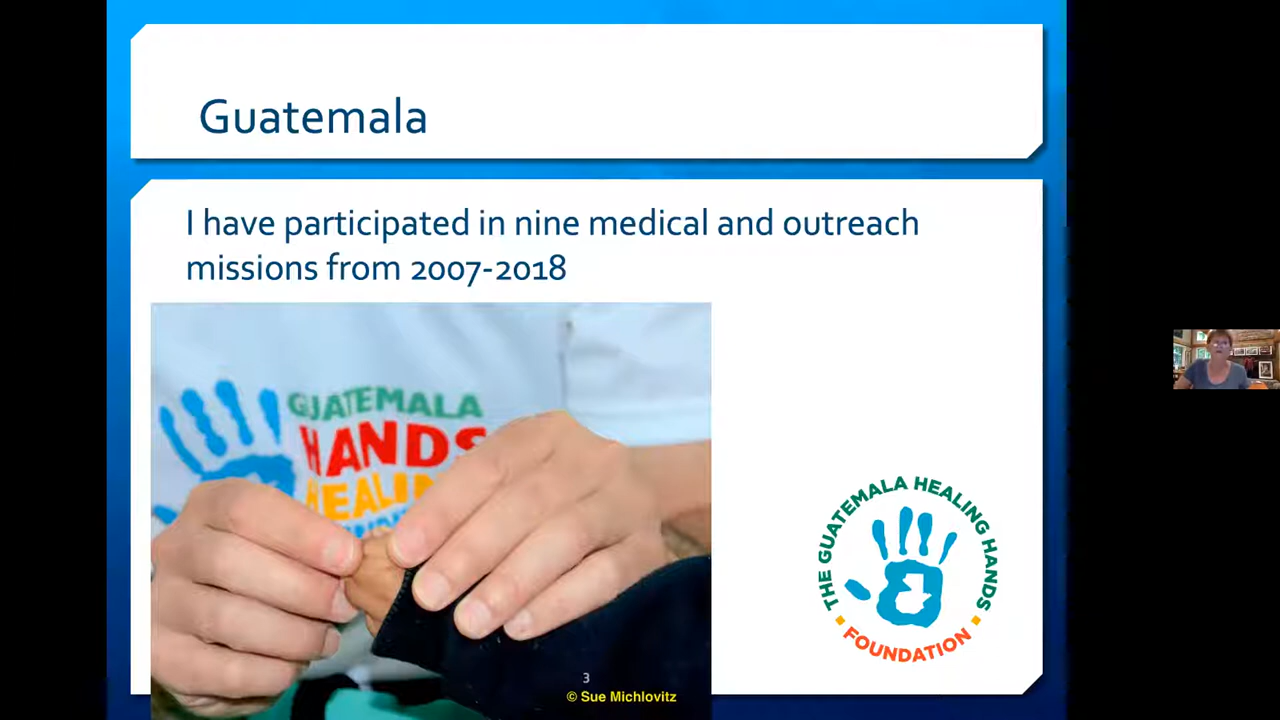 Guatemala
I have participated in nine medical and outreach
missions from 2007-2018
GUATEMALA
HANDS
HEALING
THE GUATEMALA HEALING HANDS
FOUNDATION
3
© Sue Michlovitz